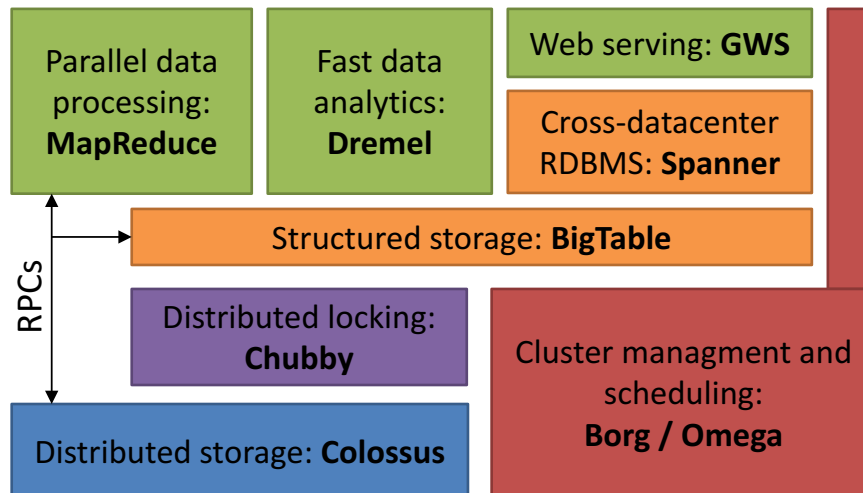 Parallel data
processing:
MapReduce
Fast data
analytics:
Dremel
Web serving: GWS
Cross-datacenter
RDBMS: Spanner
Structured storage: BigTable
RPCs
Distributed locking:
Chubby
Cluster managment and
scheduling:
Borg / Omega
Distributed storage: Colossus